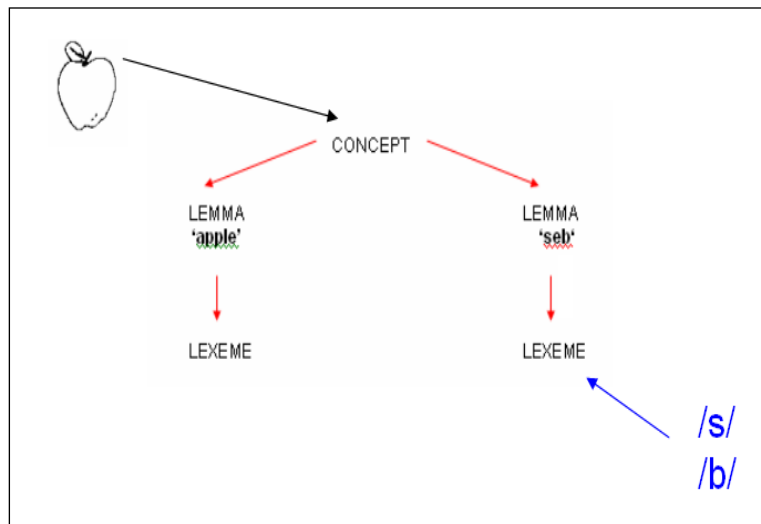 CONCEPT
LEMMA
‘apple’
LEMMA
‘seb‘
LEXEME
LEXEME
/s/
/b/